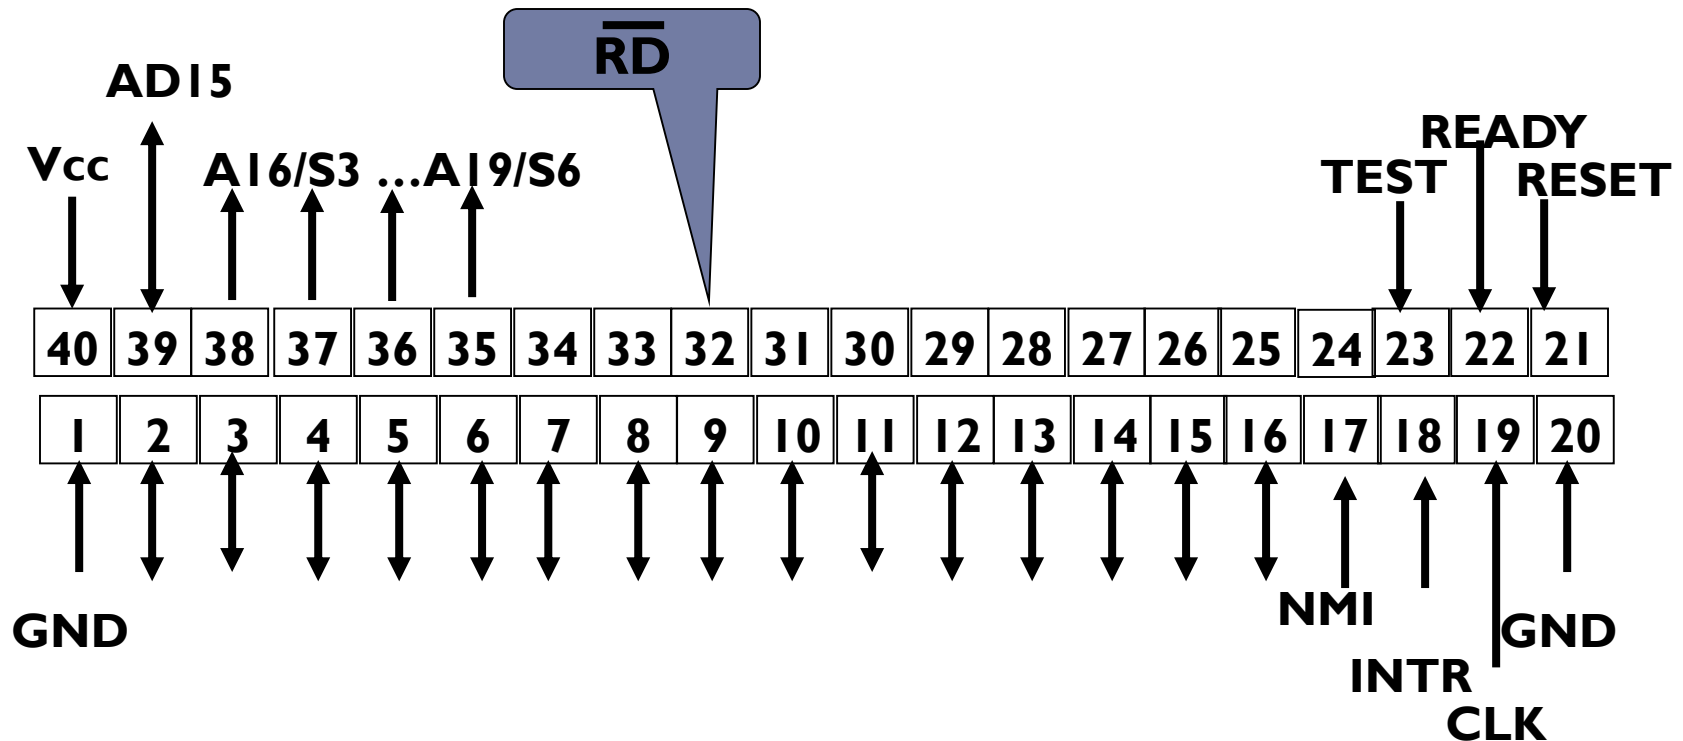 R̅D̅
AD15
READY
Vcc
A16/S3 ...A19/S6
TEST
RESET
40 39 38 37 36 35 34 33 32 31 30 29 28 27 26 25 24 23 22 21
1 2 3 4 5 6 7 8 9 10 11 12 13 14 15 16 17 18 19 20
NMI
GND
GND
INTR
CLK